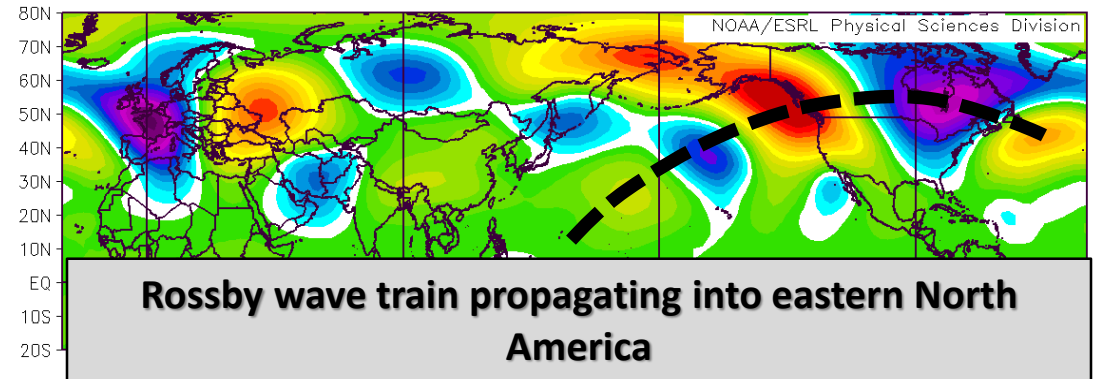 80N
NOAA/ESRL Physical Sciences Division
70N
60N
50N
40N
30N
20N
10N
EQ
10S
20S
Rossby wave train propagating into eastern North
America